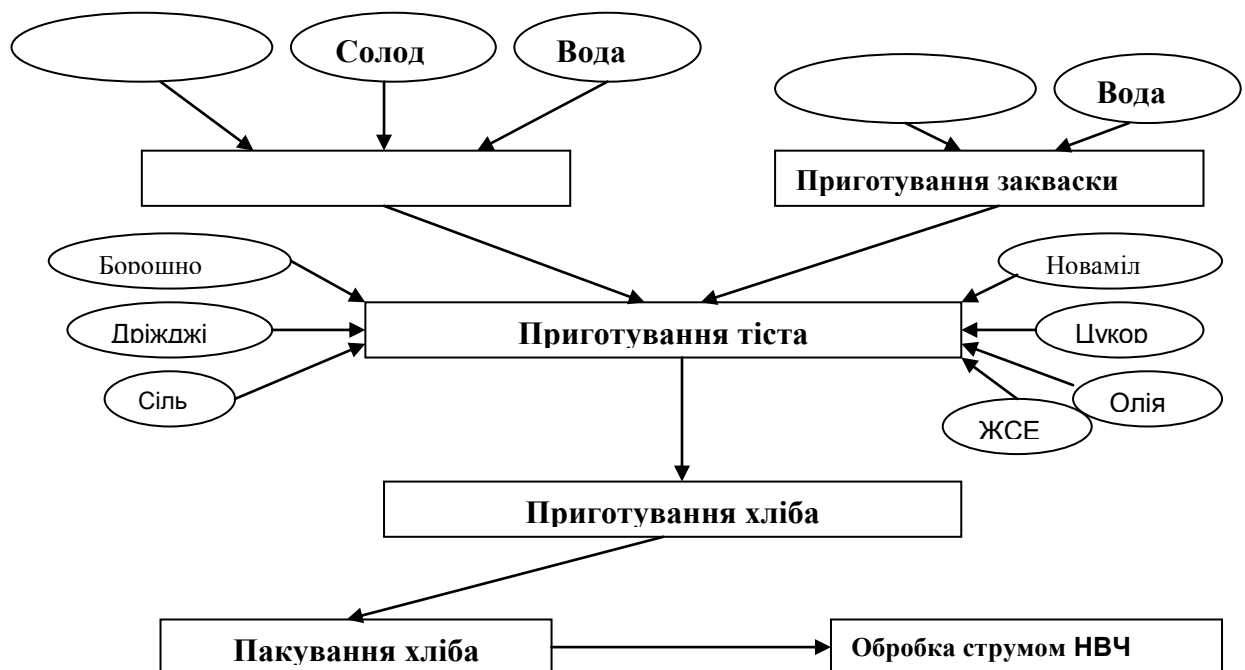 Солод
Вода
Вода
Приготування закваски
Борошно
Новаміл
Приготування тіста
Дріжджі
Цукор
Сіль
Олія
ЖСЕ
Приготування хліба
Пакування хліба
Обробка струмом НВЧ